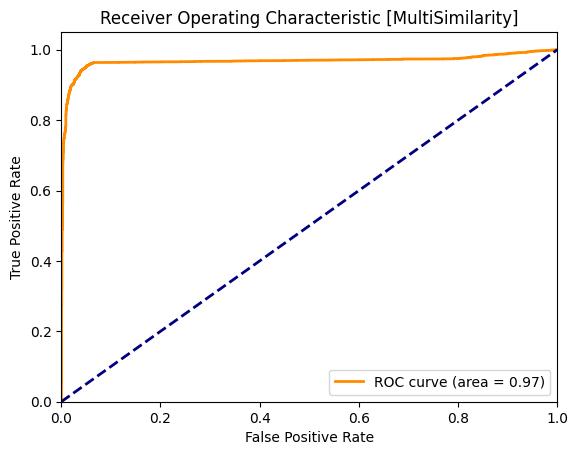 Receiver Operating Characteristic [MultiSimilarity]
True Positive Rate
1.0
0.8
0.6
0.4
0.2
0.0
ROC curve (area = 0.97)
0.0 0.2 0.4 0.6 0.8 1.0
False Positive Rate